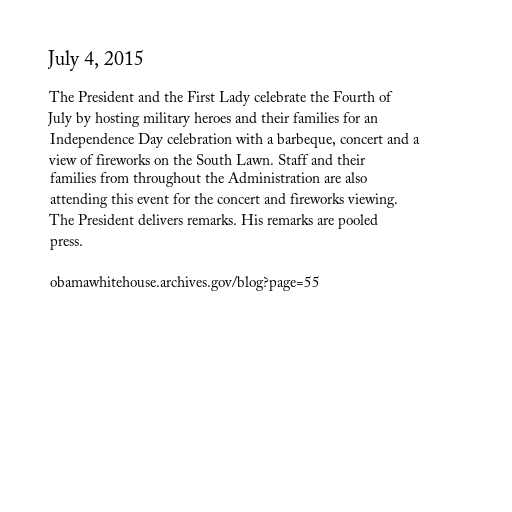 July 4, 2015
The President and the First Lady celebrate the Fourth of
July by hosting military heroes and their families for an
Independence Day celebration with a barbeque, concert and a
view of fireworks on the South Lawn. Staff and their
families from throughout the Administration are also
attending this event for the concert and fireworks viewing.
The President delivers remarks. His remarks are pooled
press.
obamawhitehouse.archives.gov/blog?page=55